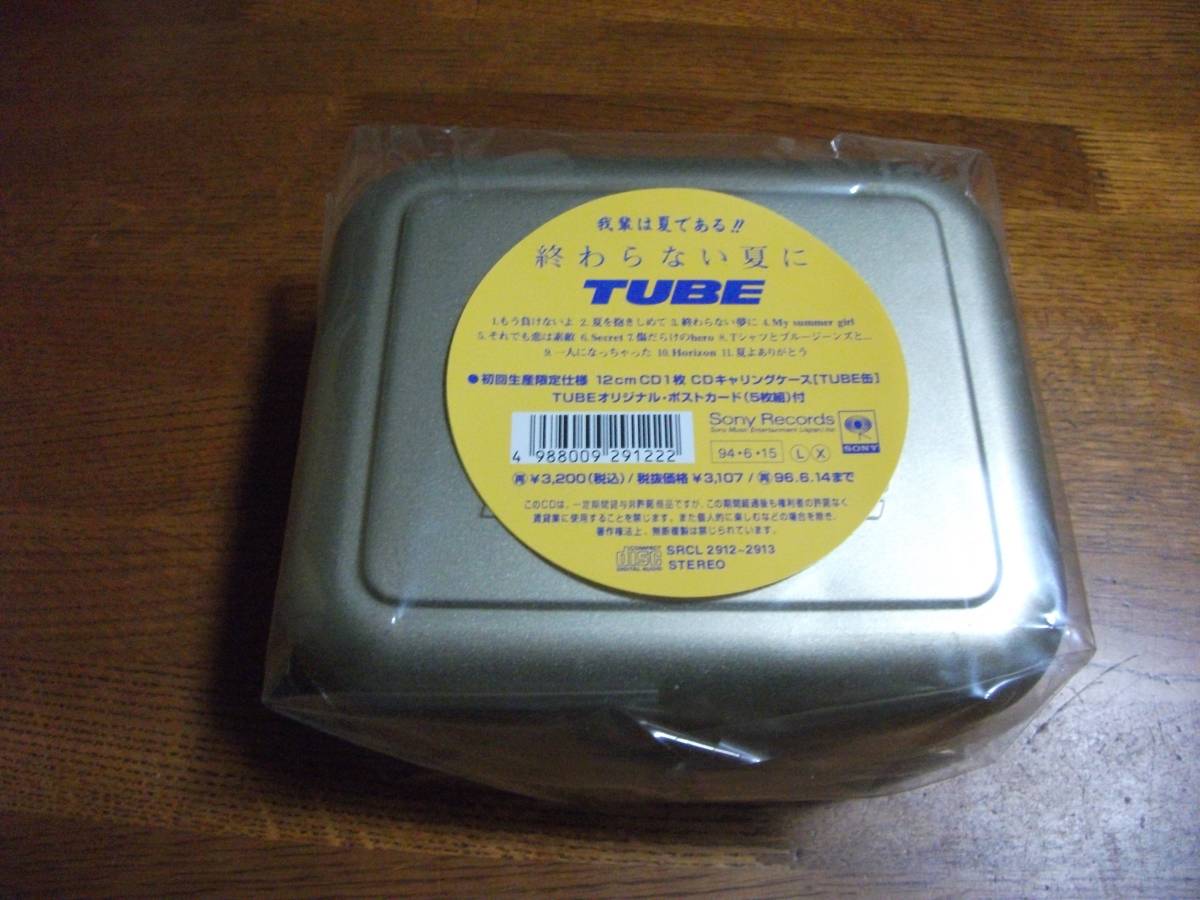 我輩は夏である!!
終わらない夏に
TUBE
1.もう負けないよ 2.夏を抱きしめて 3.終わらない夢に 4.My summer girl
5.それでも恋は素敵 6.Secret 7.傷だらけのhero 8.Tシャツとブルージーンズと...
9.一人になっちゃった 10.Horizon 11.夏よありがとう
●初回生産限定仕様 12cm CD1枚 CDキャリングケース[TUBE缶]
TUBEオリジナル・ポストカード(5枚組)付
4 988009 291222
Sony Records
Sony Music Entertainment (Japan) Inc.
94・6・15 L X
SONY
再¥3,200(税込)/税抜価格¥3,107/再96.6.14まで
このCDは、一定期間貸与非許諾商品ですが、この期間経過後も権利者の許諾なく
賃貸業に使用することを禁じます。また個人的に楽しむなどの場合を除き、
著作権法上、無断複製は禁じられています。
COMPACT
disc
DIGITAL AUDIO
SRCL 2912~2913
STEREO